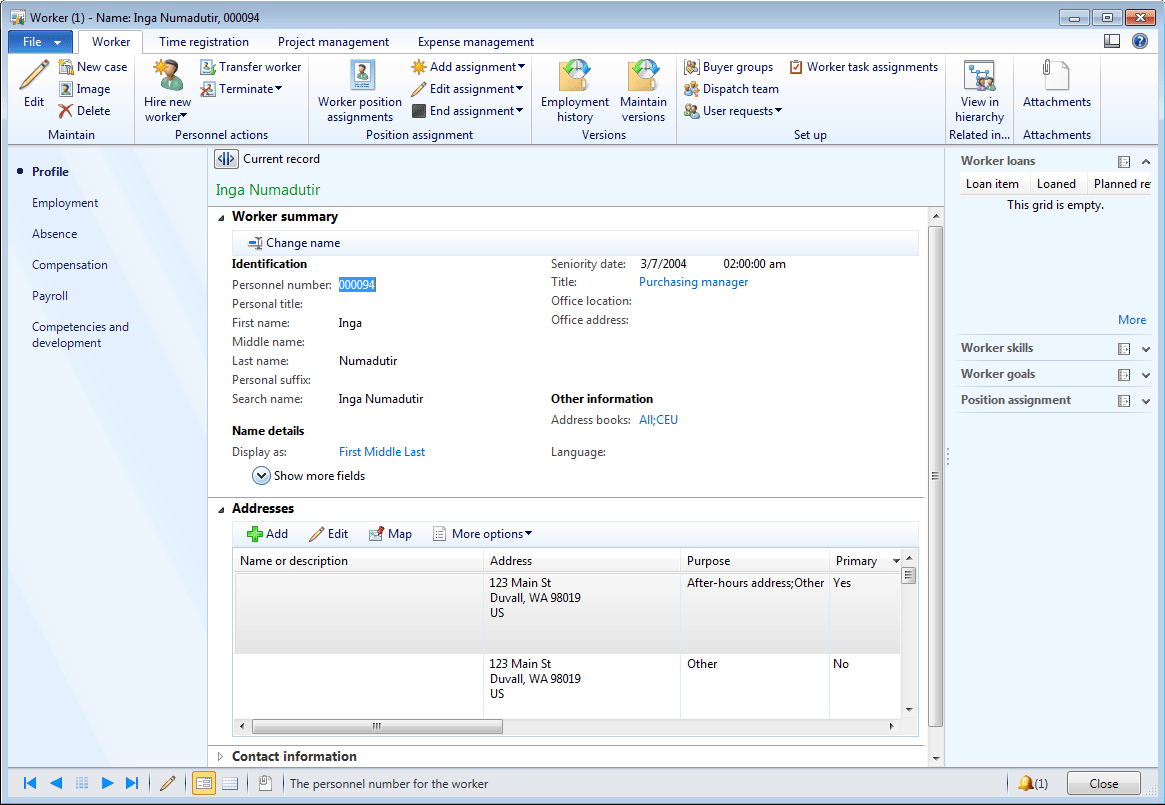 Worker (1) - Name: Inga Numadutir, 000094
File Worker Time registration Project management Expense management
Edit
New case
Image
Delete
Maintain
Hire new
worker
Transfer worker
Terminate
Personnel actions
Worker position
assignments
Add assignment
Edit assignment
End assignment
Position assignment
Employment
history
Maintain
versions
Versions
Buyer groups
Dispatch team
User requests
Worker task assignments
Set up
View in
hierarchy
Related in...
Attachments
Attachments
Profile
Employment
Absence
Compensation
Payroll
Competencies and
development
Current record
Inga Numadutir
Worker summary
Change name
Identification
Personnel number: 000094
Personal title:
First name: Inga
Middle name:
Last name: Numadutir
Personal suffix:
Search name: Inga Numadutir
Name details
Display as: First Middle Last
Show more fields
Seniority date: 3/7/2004 02:00:00 am
Title: Purchasing manager
Office location:
Office address:
Other information
Address books: All;CEU
Language:
Addresses
Add Edit Map More options
Name or description Address Purpose Primary
123 Main St After-hours address;Other Yes
Duvall, WA 98019
US
123 Main St Other No
Duvall, WA 98019
US
Contact information
Worker loans
Loan item Loaned Planned re
This grid is empty.
More
Worker skills
Worker goals
Position assignment
The personnel number for the worker
(1)
Close